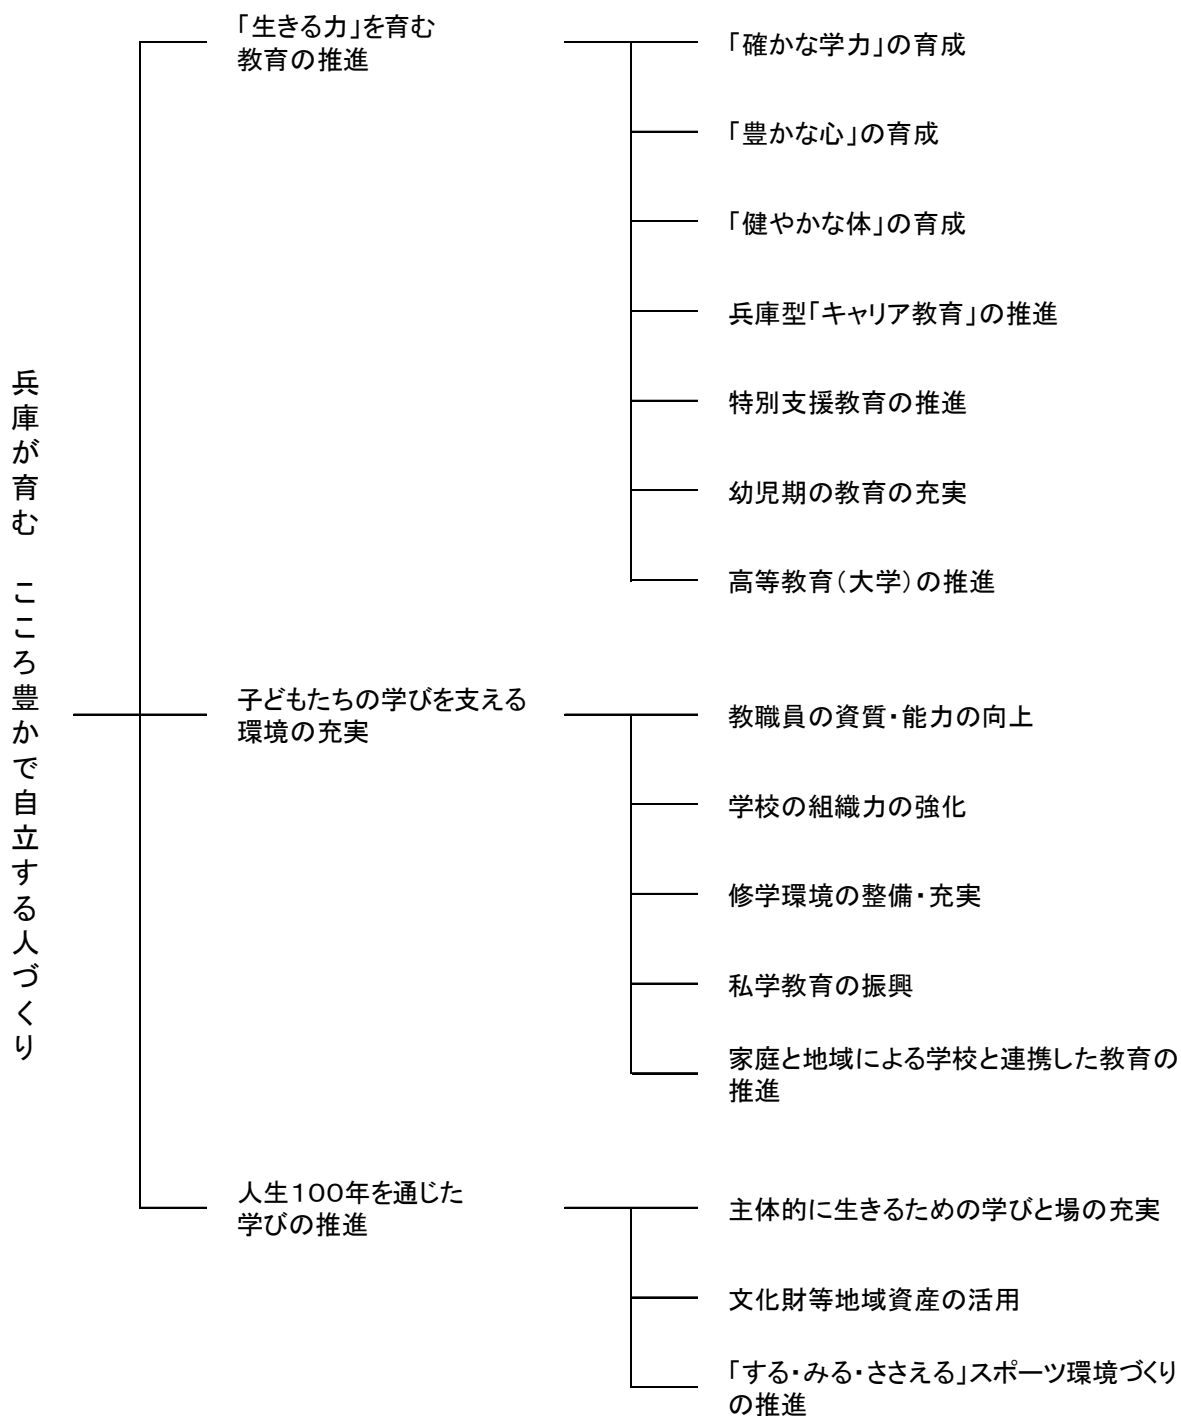 兵庫が育む　こころ豊かで自立する人づくり
「生きる力」を育む
教育の推進
「確かな学力」の育成
「豊かな心」の育成
「健やかな体」の育成
兵庫型「キャリア教育」の推進
特別支援教育の推進
幼児期の教育の充実
高等教育（大学）の推進
子どもたちの学びを支える
環境の充実
教職員の資質・能力の向上
学校の組織力の強化
修学環境の整備・充実
私学教育の振興
家庭と地域による学校と連携した教育の
推進
人生１００年を通じた
学びの推進
主体的に生きるための学びと場の充実
文化財等地域資産の活用
「する・みる・ささえる」スポーツ環境づくり
の推進